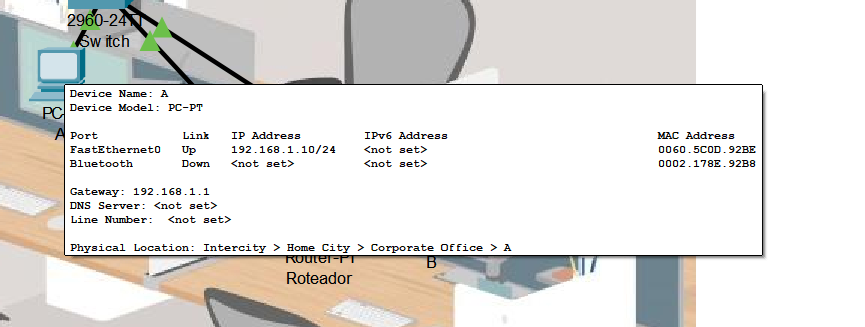 2960-24TT
Switch
PC-
A
Device Name: A
Device Model: PC-PT
Port Link IP Address IPv6 Address MAC Address
FastEthernet0 Up 192.168.1.10/24 <not set> 0060.5C0D.92BE
Bluetooth Down <not set> <not set> 0002.178E.92B8
Gateway: 192.168.1.1
DNS Server: <not set>
Line Number: <not set>
Physical Location: Intercity > Home City > Corporate Office > A
Router-PT
Roteador
B